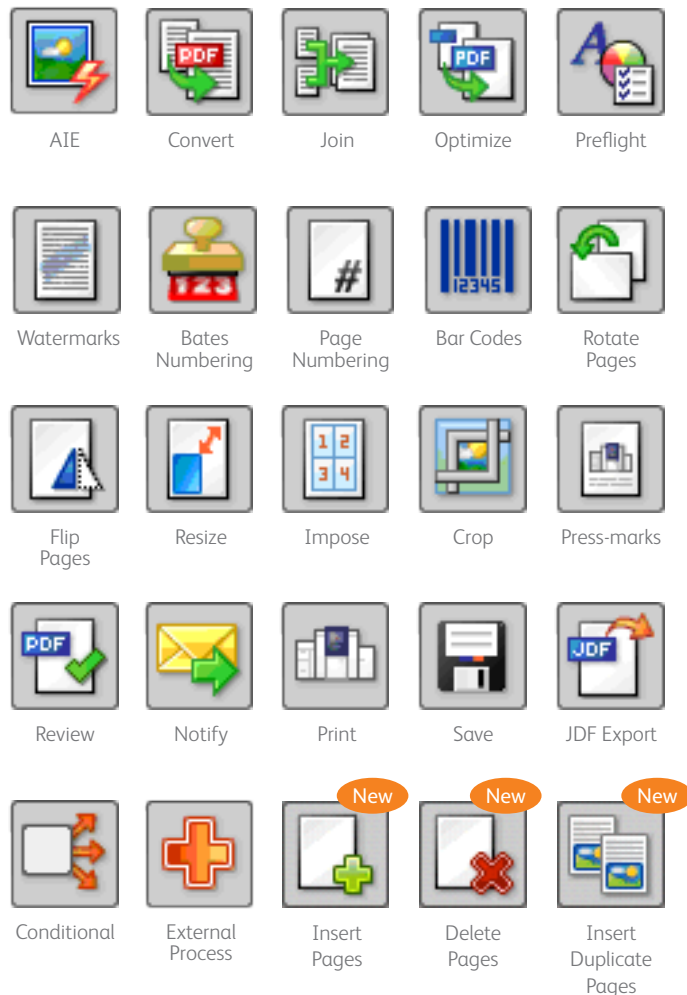 PDF
PDF
AIE
Convert
Join
Optimize
Preflight
123
#
12345
Watermarks
Bates
Numbering
Page
Numbering
Bar Codes
Rotate
Pages
1 2
3 4
Flip
Pages
Resize
Impose
Crop
Press-marks
PDF
JDF
Review
Notify
Print
Save
JDF Export
New
New
New
Conditional
External
Process
Insert
Pages
Delete
Pages
Insert
Duplicate
Pages